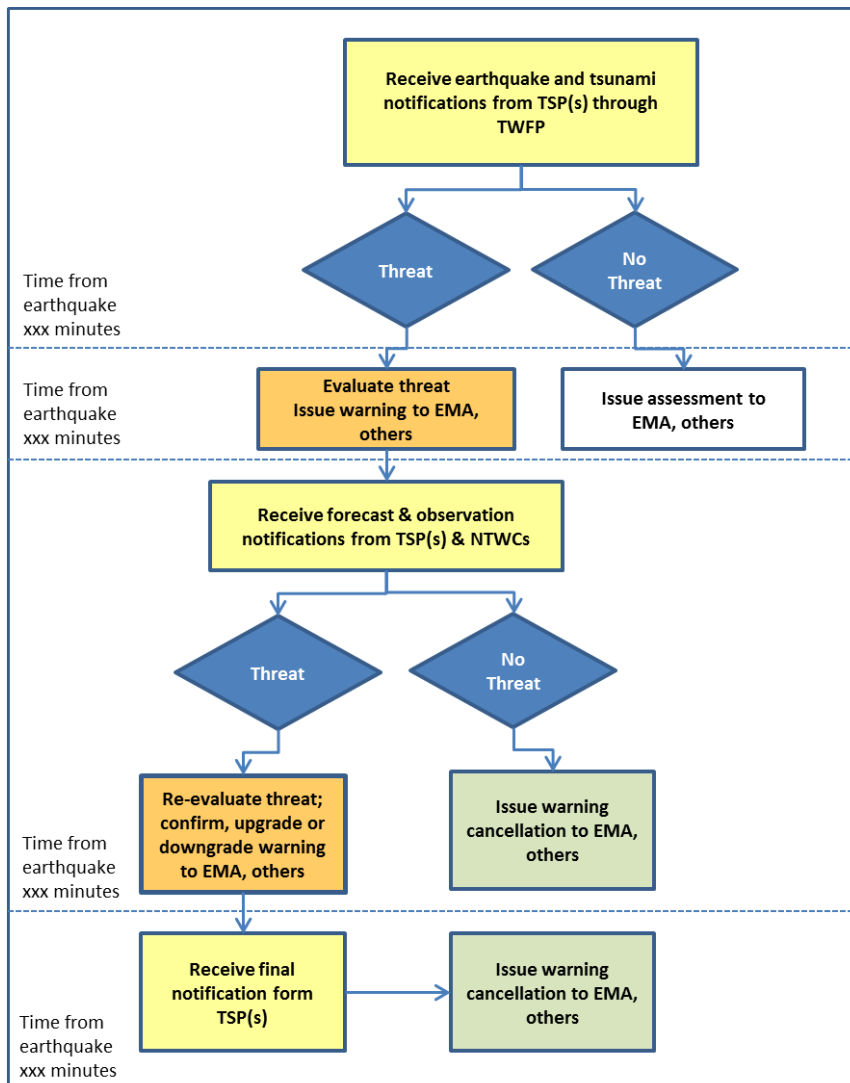 Receive earthquake and tsunami
notifications from TSP(s) through
TWFP
Threat
No
Threat
Time from
earthquake
xxx minutes
Time from
earthquake
xxx minutes
Evaluate threat
Issue warning to EMA,
others
Issue assessment to
EMA, others
Receive forecast & observation
notifications from TSP(s) & NTWCs
Threat
No
Threat
Re-evaluate threat;
confirm, upgrade or
downgrade warning
to EMA, others
Issue warning
cancellation to EMA,
others
Time from
earthquake
xxx minutes
Receive final
notification form
TSP(s)
Issue warning
cancellation to EMA,
others
Time from
earthquake
xxx minutes